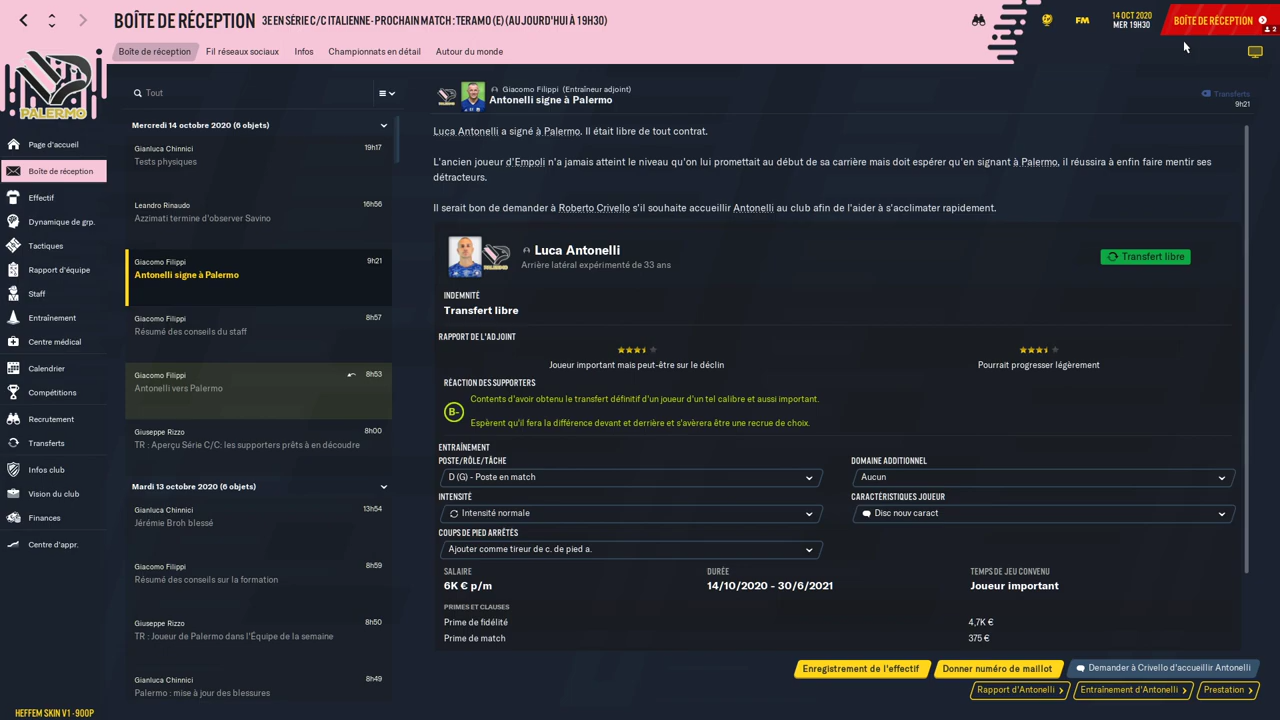 BOÎTE DE RÉCEPTION
3E EN SÉRIE C/C ITALIENNE- PROCHAIN MATCH : TERAMO (E) (AUJOURD'HUI À 19H30)
FM
14 OCT 2020
MER 19H30
BOÎTE DE RÉCEPTION
2
Boîte de réception
Fil réseaux sociaux
Infos
Championnats en détail
Autour du monde
PALERMO
Page d'accueil
Boîte de réception
Effectif
Dynamique de grp.
Tactiques
Rapport d'équipe
Staff
Entraînement
Centre médical
Calendrier
Compétitions
Recrutement
Transferts
Infos club
Vision du club
Finances
Centre d'appr.
HEFFEM SKIN V1 - 900P
Tout
Mercredi 14 octobre 2020 (6 objets)
Gianluca Chinnici 19h17
Tests physiques
Leandro Rinaudo 16h56
Azzimati termine d'observer Savino
Giacomo Filippi 9h21
Antonelli signe à Palermo
Giacomo Filippi 8h57
Résumé des conseils du staff
Giacomo Filippi 8h53
Antonelli vers Palermo
Giuseppe Rizzo 8h00
TR : Aperçu Série C/C: les supporters prêts à en découdre
Mardi 13 octobre 2020 (6 objets)
Gianluca Chinnici 13h54
Jérémie Broh blessé
Giacomo Filippi 8h59
Résumé des conseils sur la formation
Giuseppe Rizzo 8h50
TR : Joueur de Palermo dans l'Équipe de la semaine
Gianluca Chinnici 8h49
Palermo : mise à jour des blessures
Giacomo Filippi (Entraîneur adjoint)
Antonelli signe à Palermo
Transferts
9h21
Luca Antonelli a signé à Palermo. Il était libre de tout contrat.
L'ancien joueur d'Empoli n'a jamais atteint le niveau qu'on lui promettait au début de sa carrière mais doit espérer qu'en signant à Palermo, il réussira à enfin faire mentir ses
détracteurs.
Il serait bon de demander à Roberto Crivello s'il souhaite accueillir Antonelli au club afin de l'aider à s'acclimater rapidement.
Luca Antonelli
Arrière latéral expérimenté de 33 ans
Transfert libre
INDEMNITÉ
Transfert libre
RAPPORT DE L'ADJOINT
Joueur important mais peut-être sur le déclin
Pourrait progresser légèrement
RÉACTION DES SUPPORTERS
B-
Contents d'avoir obtenu le transfert définitif d'un joueur d'un tel calibre et aussi important.
Espèrent qu'il fera la différence devant et derrière et s'avèrera être une recrue de choix.
ENTRAÎNEMENT
POSTE/RÔLE/TÂCHE
D (G) - Poste en match
DOMAINE ADDITIONNEL
Aucun
INTENSITÉ
Intensité normale
CARACTÉRISTIQUES JOUEUR
Disc nouv caract
COUPS DE PIED ARRÊTÉS
Ajouter comme tireur de c. de pied a.
SALAIRE
6K € p/m
DURÉE
14/10/2020 - 30/6/2021
TEMPS DE JEU CONVENU
Joueur important
PRIMES ET CLAUSES
Prime de fidélité 4,7K €
Prime de match 375 €
Enregistrement de l'effectif
Donner numéro de maillot
Demander à Crivello d'accueillir Antonelli
Rapport d'Antonelli
Entraînement d'Antonelli
Prestation